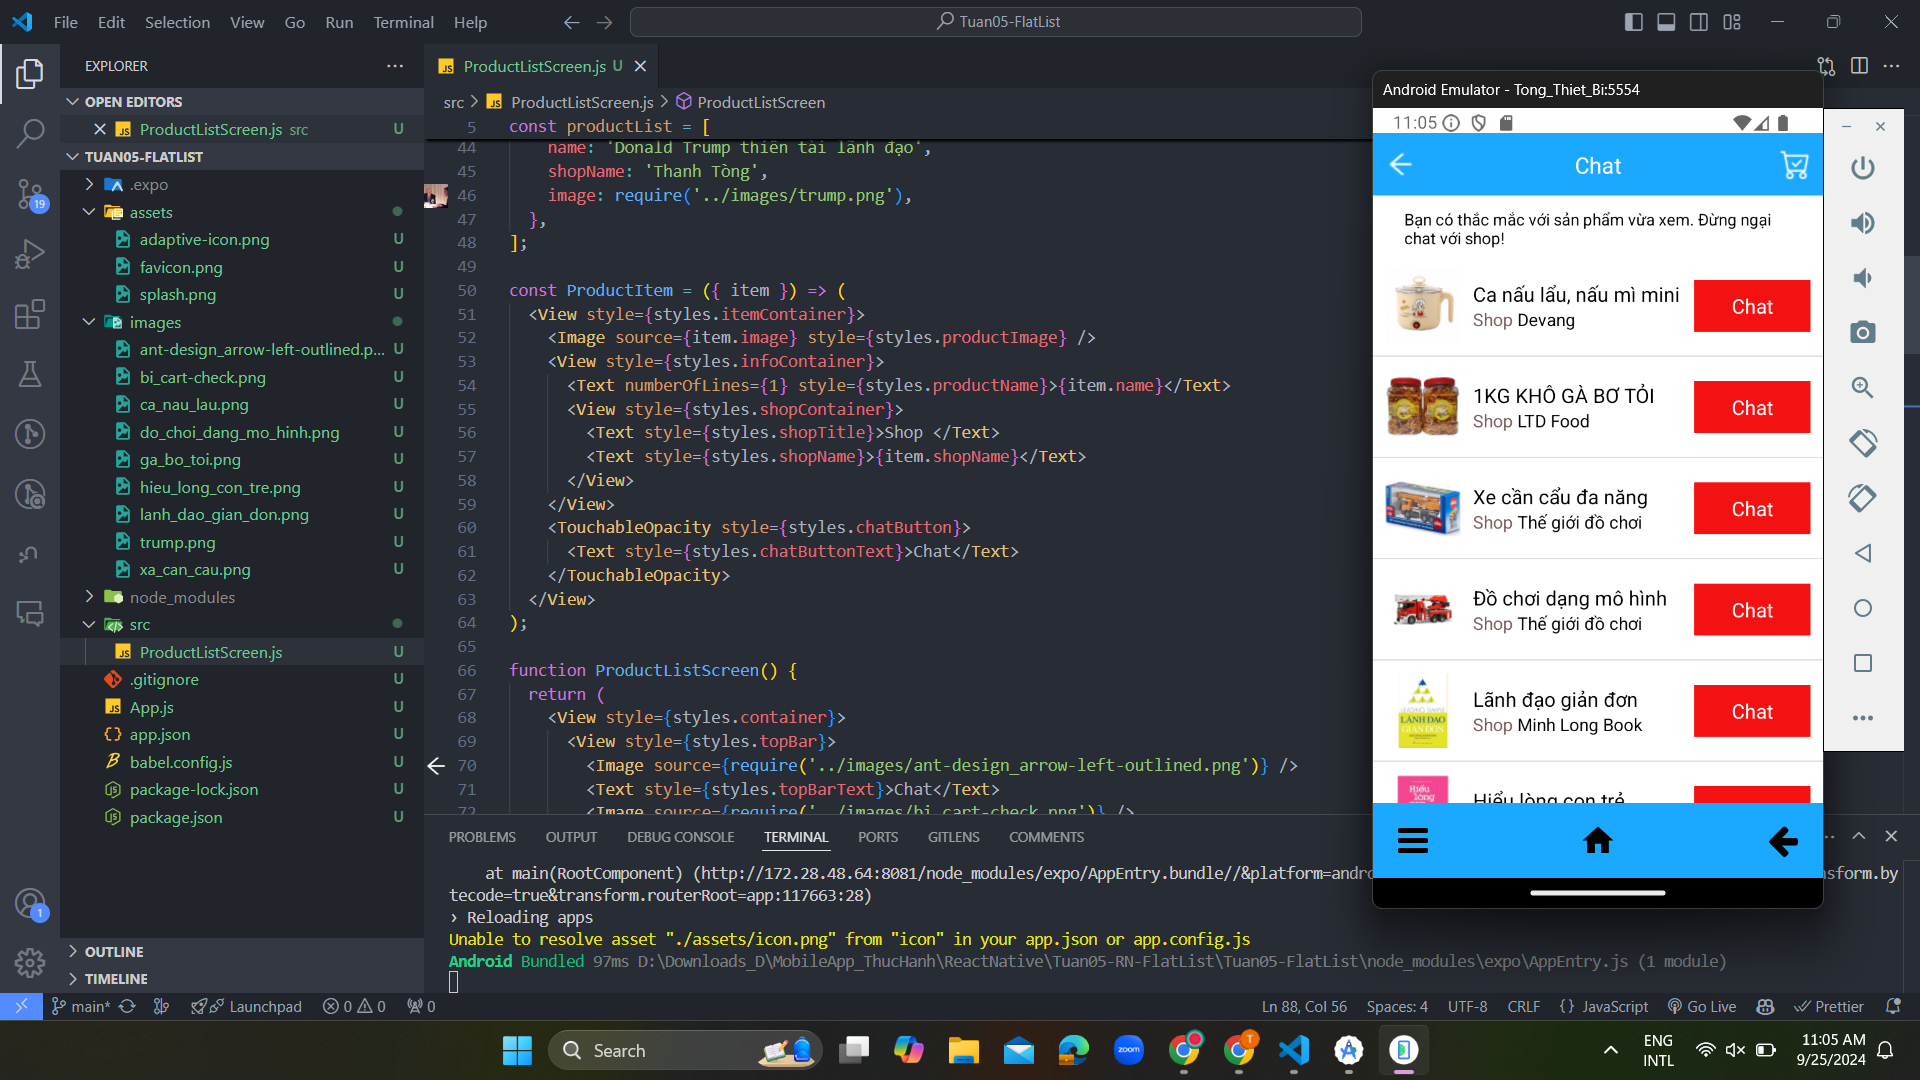 File Edit Selection View Go Run Terminal Help
Tuan05-FlatList
EXPLORER
OPEN EDITORS
ProductListScreen.js src U
TUAN05-FLATLIST
.expo
assets
adaptive-icon.png U
favicon.png U
splash.png U
images
ant-design_arrow-left-outlined.p... U
bi_cart-check.png U
ca_nau_lau.png U
do_choi_dang_mo_hinh.png U
ga_bo_toi.png U
hieu_long_con_tre.png U
lanh_dao_gian_don.png U
trump.png U
xa_can_cau.png U
node_modules
src
ProductListScreen.js U
.gitignore U
App.js U
app.json U
babel.config.js U
package-lock.json U
package.json U
OUTLINE
TIMELINE
19
1
ProductListScreen.js U
src > ProductListScreen.js > ProductListScreen
5 const productList = [
44 name: 'Donald Trump thiên tài lãnh đạo',
45 shopName: 'Thanh Tòng',
46 image: require('../images/trump.png'),
47 },
48 ];
49
50 const ProductItem = ({ item }) => (
51 <View style={styles.itemContainer}>
52 <Image source={item.image} style={styles.productImage} />
53 <View style={styles.infoContainer}>
54 <Text numberOfLines={1} style={styles.productName}>{item.name}</Text>
55 <View style={styles.shopContainer}>
56 <Text style={styles.shopTitle}>Shop </Text>
57 <Text style={styles.shopName}>{item.shopName}</Text>
58 </View>
59 </View>
60 <TouchableOpacity style={styles.chatButton}>
61 <Text style={styles.chatButtonText}>Chat</Text>
62 </TouchableOpacity>
63 </View>
64 );
65
66 function ProductListScreen() {
67 return (
68 <View style={styles.container}>
69 <View style={styles.topBar}>
70 <Image source={require('../images/ant-design_arrow-left-outlined.png')} />
71 <Text style={styles.topBarText}>Chat</Text>
72 <Image source={require('../images/bi_cart-check.png')} />
PROBLEMS OUTPUT DEBUG CONSOLE TERMINAL PORTS GITLENS COMMENTS
at main(RootComponent) (http://172.28.48.64:8081/node_modules/expo/AppEntry.bundle//&platform=andro
sform.by
tecode=true&transform.routerRoot=app:117663:28)
› Reloading apps
Unable to resolve asset "./assets/icon.png" from "icon" in your app.json or app.config.js
Android Bundled 97ms D:\Downloads_D\MobileApp_ThucHanh\ReactNative\Tuan05-RN-FlatList\Tuan05-FlatList\node_modules\expo\AppEntry.js (1 module)
Android Emulator - Tong_Thiet_Bi:5554
11:05
Chat
Bạn có thắc mắc với sản phẩm vừa xem. Đừng ngại
chat với shop!
Ca nấu lẩu, nấu mì mini
Shop Devang
Chat
1KG KHÔ GÀ BƠ TỎI
Shop LTD Food
Chat
Xe cần cẩu đa năng
Shop Thế giới đồ chơi
Chat
Đồ chơi dạng mô hình
Shop Thế giới đồ chơi
Chat
LÃNH ĐẠO
GIẢN ĐƠN
Lãnh đạo giản đơn
Shop Minh Long Book
Chat
Hiểu
lòng
Hiểu lòng con trẻ
main* Launchpad 0 0 0
Ln 88, Col 56 Spaces: 4 UTF-8 CRLF {} JavaScript Go Live Prettier
Search
zoom
T
ENG
INTL
11:05 AM
9/25/2024